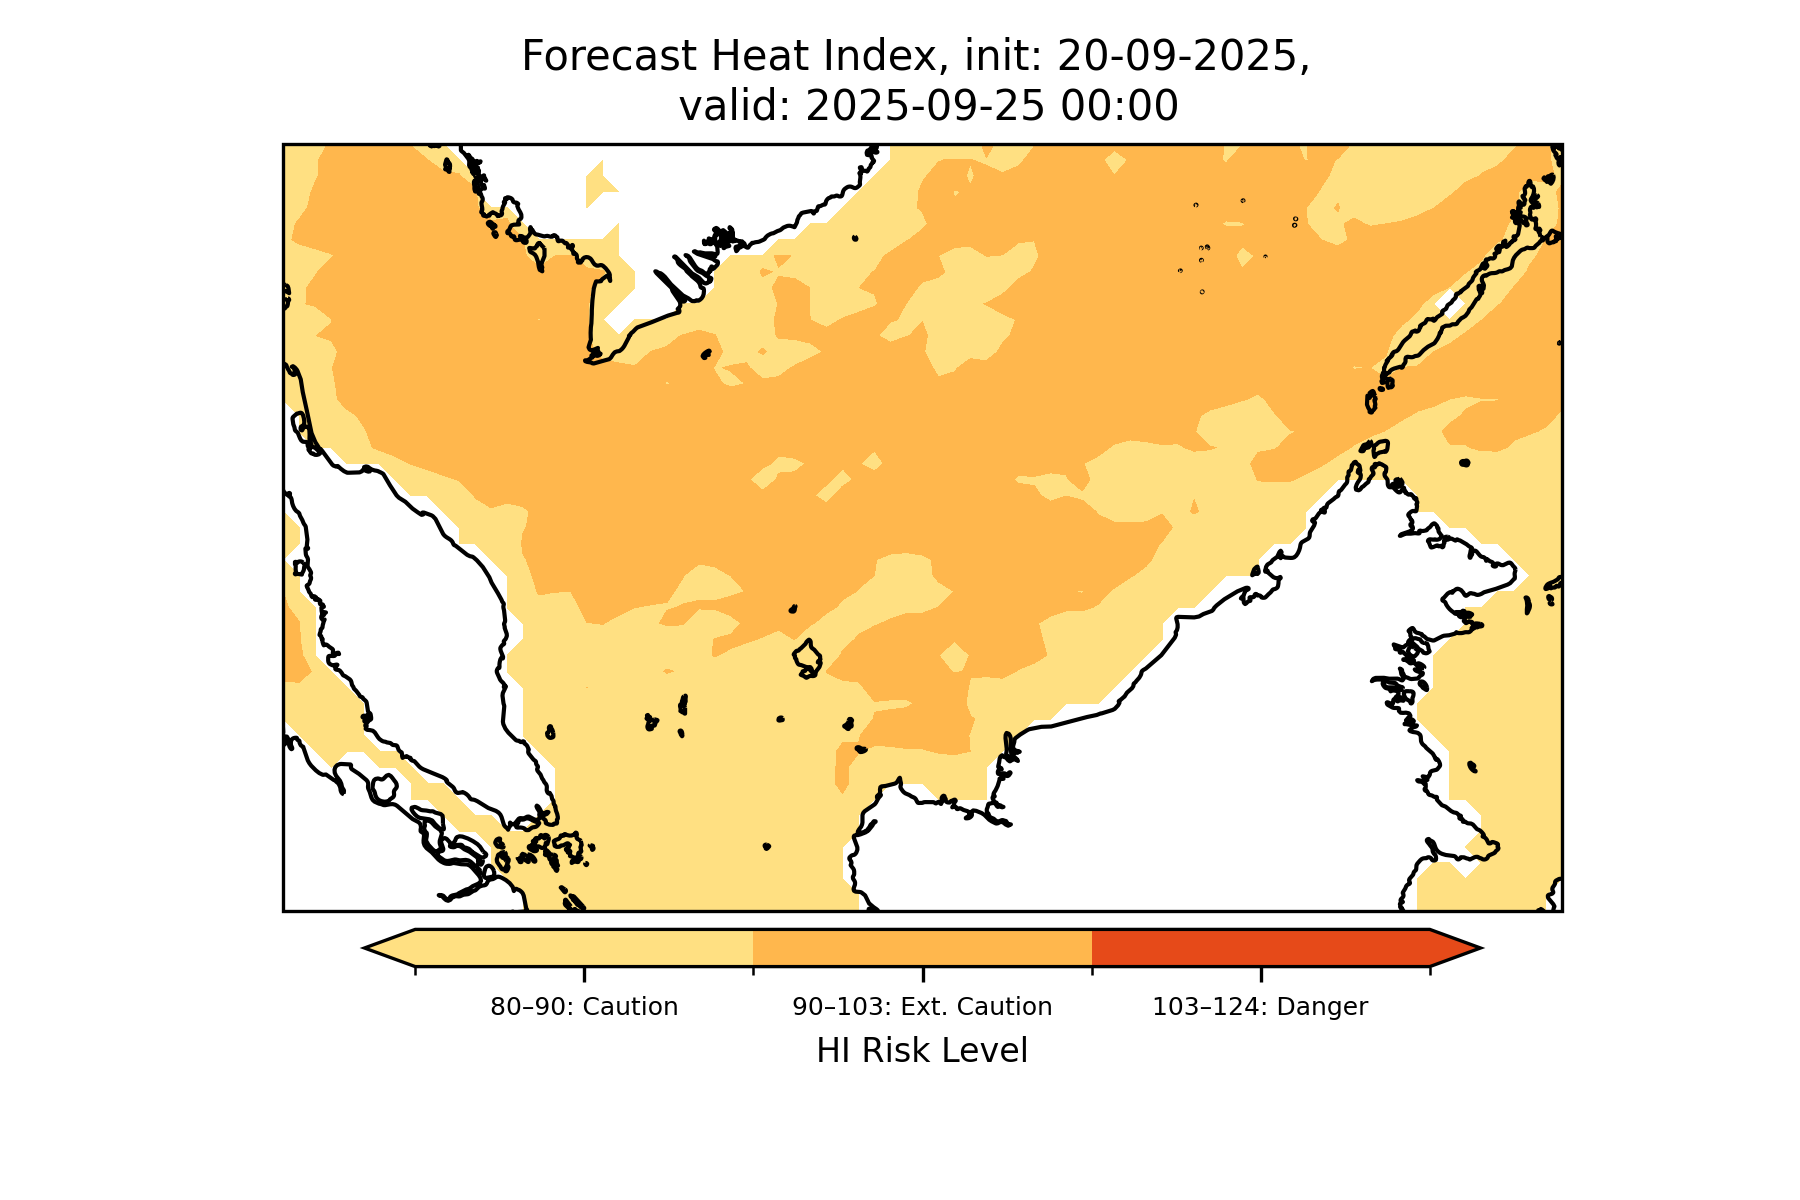 Forecast Heat Index, init: 20-09-2025,
valid: 2025-09-25 00:00
80–90: Caution
90–103: Ext. Caution
103–124: Danger
HI Risk Level